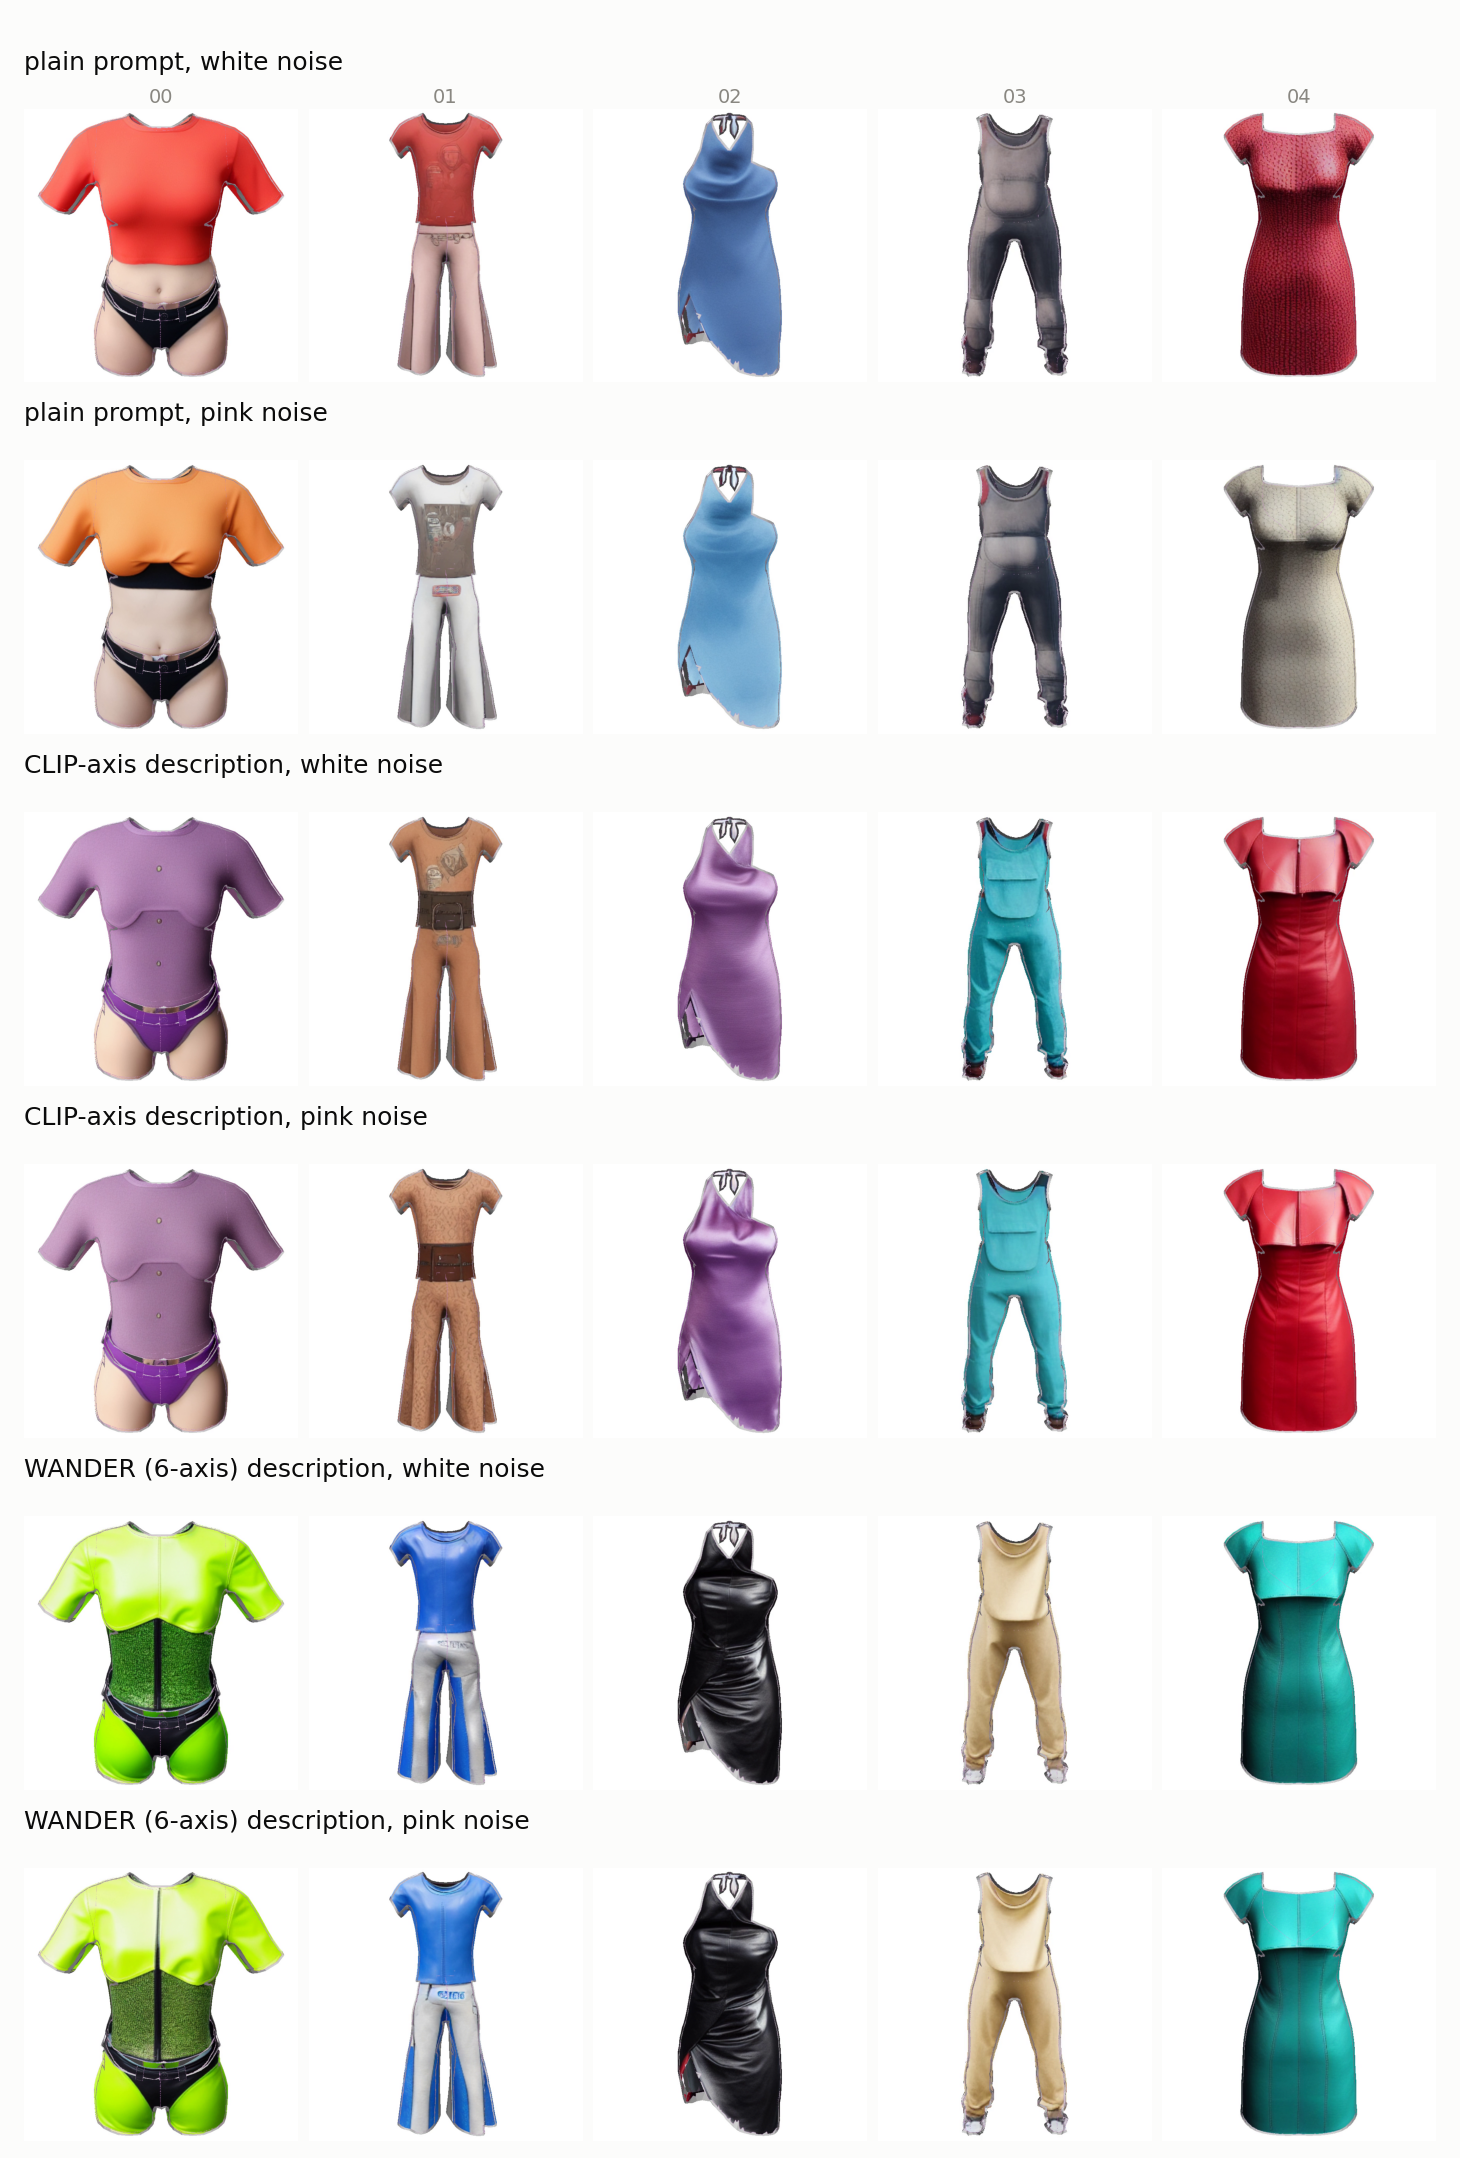 plain prompt, white noise
00 01 02 03 04
plain prompt, pink noise
CLIP-axis description, white noise
CLIP-axis description, pink noise
WANDER (6-axis) description, white noise
WANDER (6-axis) description, pink noise